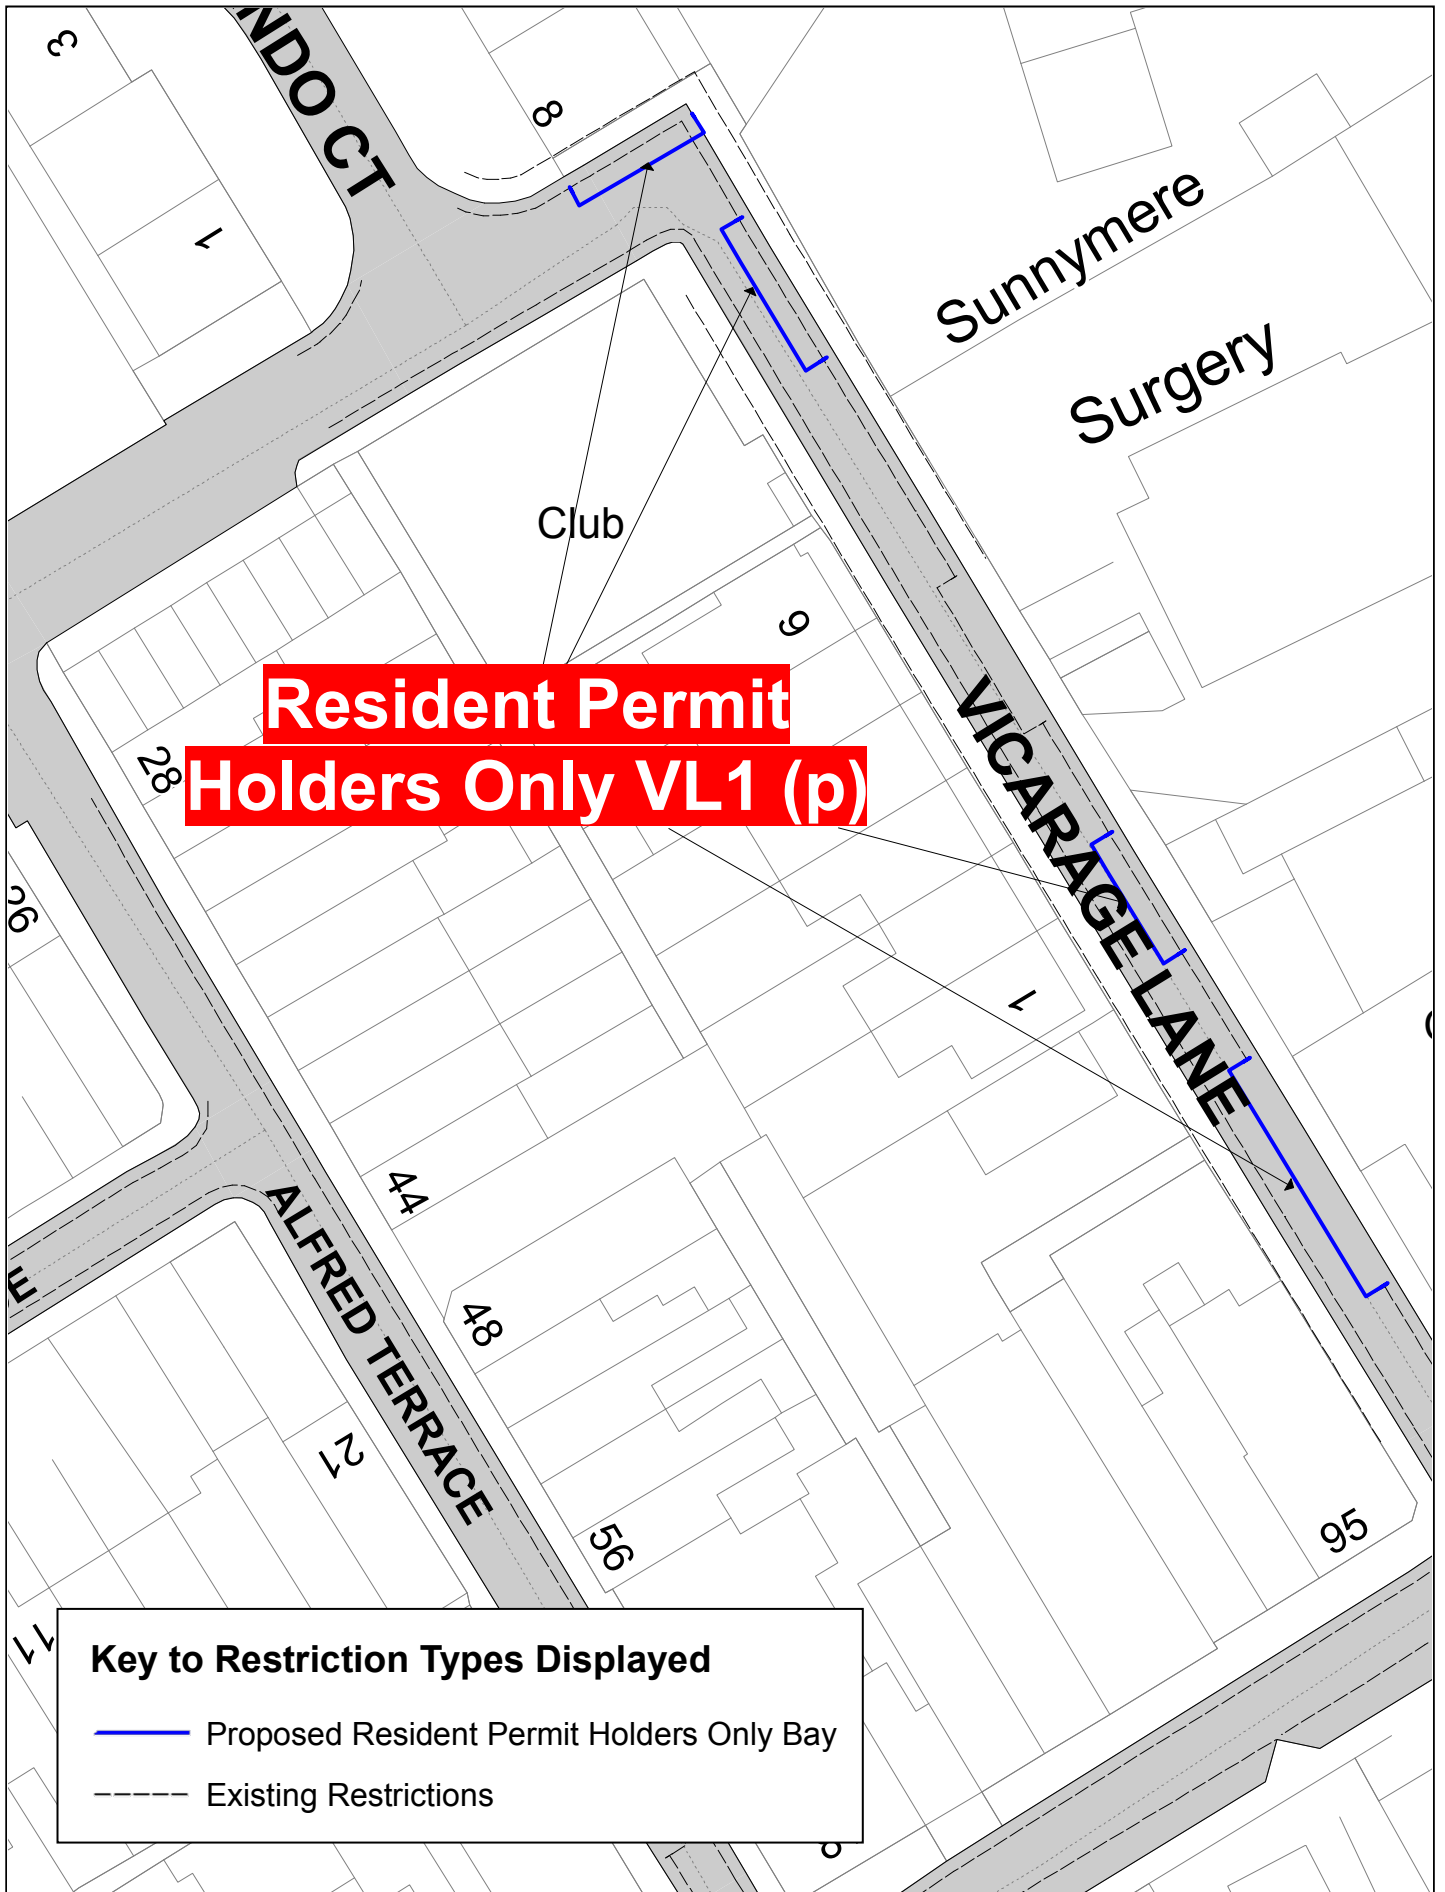 3
NDO CT
8
1
Sunnymere
Surgery
Club
9
Resident Permit
Holders Only VL1 (p)
28
VICARAGE LANE
26
1
44
ALFRED TERRACE
E
48
21
56
95
11
Key to Restriction Types Displayed
Proposed Resident Permit Holders Only Bay
Existing Restrictions